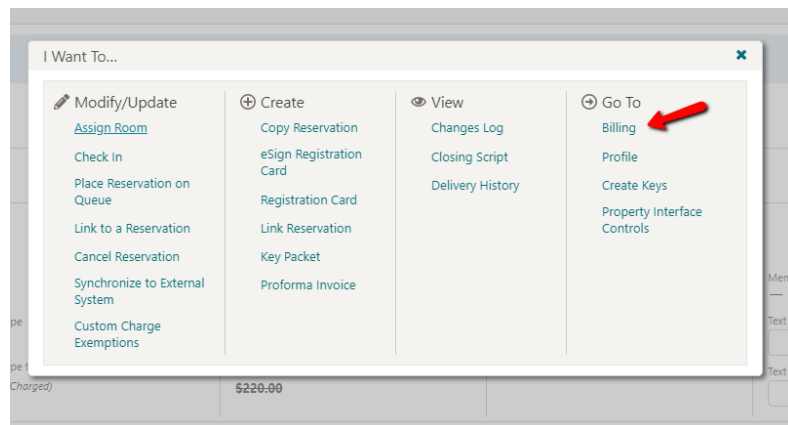 I Want To...
Modify/Update
Assign Room
Check In
Place Reservation on
Queue
Link to a Reservation
Cancel Reservation
Synchronize to External
System
Custom Charge
Exemptions
Create
Copy Reservation
eSign Registration
Card
Registration Card
Link Reservation
Key Packet
Proforma Invoice
View
Changes Log
Closing Script
Delivery History
Go To
Billing
Profile
Create Keys
Property Interface
Controls
Text
Text
Charged)
$220.00